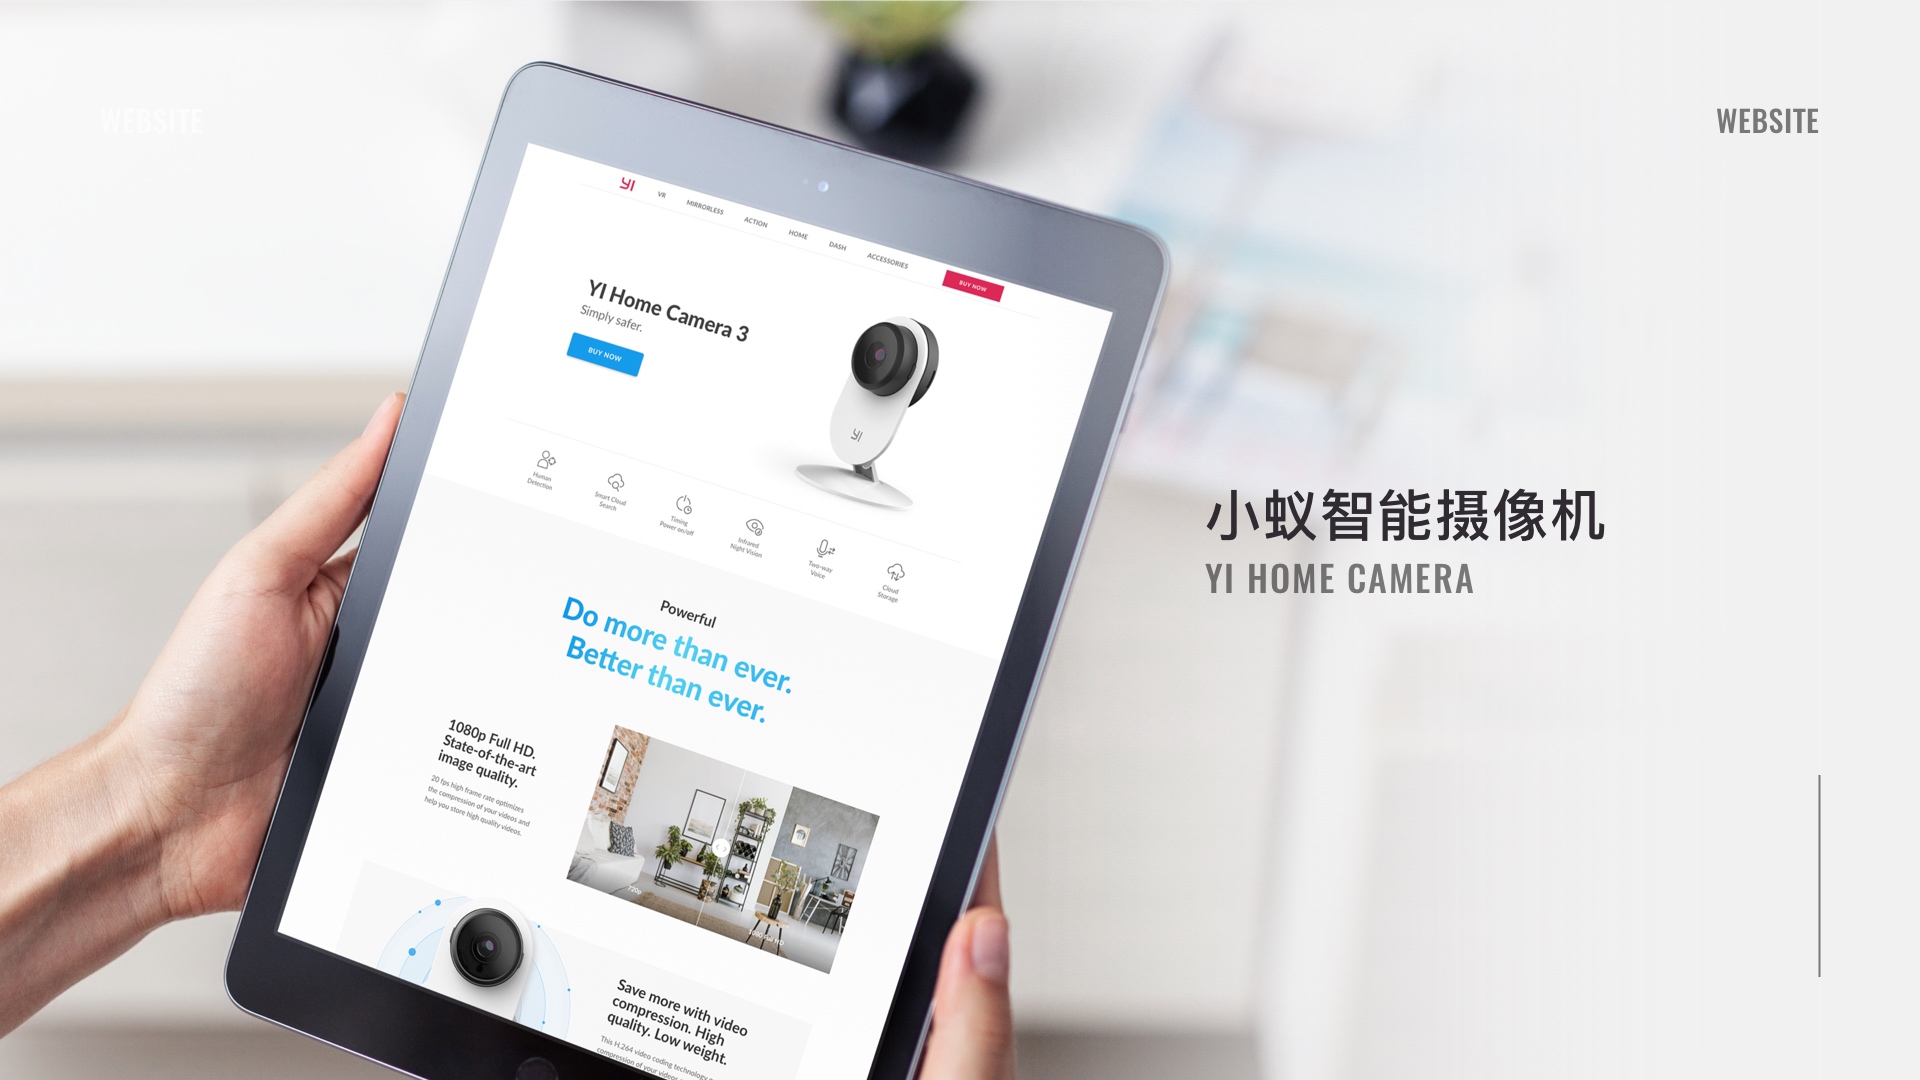 WEBSITE
WEBSITE
YI
VR
MIRRORLESS
ACTION
HOME
DASH
ACCESSORIES
BUY NOW
YI Home Camera 3
Simply safer.
BUY NOW
YI
Human
Detection
Smart Cloud
Search
Timing
Power on/off
Infrared
Night Vision
Two-way
Voice
Cloud
Storage
小蚁智能摄像机
YI HOME CAMERA
Powerful
Do more than ever.
Better than ever.
1080p Full HD.
State-of-the-art
image quality.
20 fps high frame rate optimizes
the compression of your videos and
help you store high quality videos.
720p
1080 Full HD
Save more with video
compression. High
quality. Low weight.
This H.264 video coding technology
compression of your videos